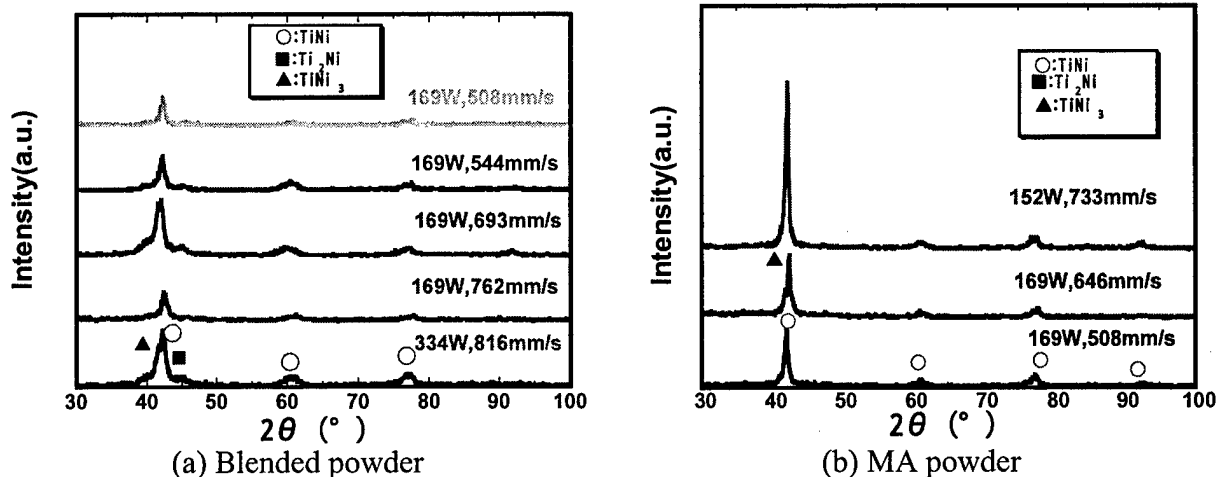 Intensity(a.u.)
○:TiNi
■:Ti2Ni
▲:TiNi3
169W,508mm/s
169W,544mm/s
169W,693mm/s
169W,762mm/s
334W,816mm/s
30 40 50 60 70 80 90 100
2θ (°)
(a) Blended powder
Intensity(a.u.)
○:TiNi
■:Ti2Ni
▲:TiNi3
152W,733mm/s
169W,646mm/s
169W,508mm/s
30 40 50 60 70 80 90 100
2θ (°)
(b) MA powder